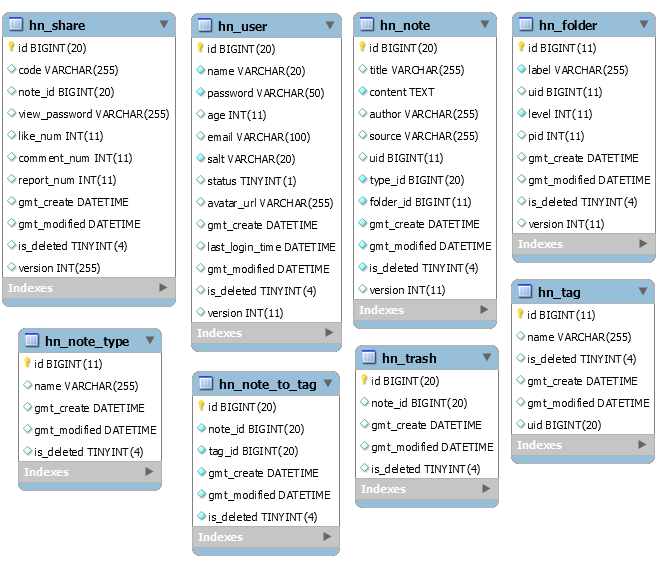 hn_share
id BIGINT(20)
code VARCHAR(255)
note_id BIGINT(20)
view_password VARCHAR(255)
like_num INT(11)
comment_num INT(11)
report_num INT(11)
gmt_create DATETIME
gmt_modified DATETIME
is_deleted TINYINT(4)
version INT(255)
Indexes
hn_user
id BIGINT(20)
name VARCHAR(20)
password VARCHAR(50)
age INT(11)
email VARCHAR(100)
salt VARCHAR(20)
status TINYINT(1)
avatar_url VARCHAR(255)
gmt_create DATETIME
last_login_time DATETIME
gmt_modified DATETIME
is_deleted TINYINT(4)
version INT(11)
Indexes
hn_note
id BIGINT(20)
title VARCHAR(255)
content TEXT
author VARCHAR(255)
source VARCHAR(255)
uid BIGINT(11)
type_id BIGINT(20)
folder_id BIGINT(11)
gmt_create DATETIME
gmt_modified DATETIME
is_deleted TINYINT(4)
version INT(11)
Indexes
hn_folder
id BIGINT(11)
label VARCHAR(255)
uid BIGINT(11)
level INT(11)
pid INT(11)
gmt_create DATETIME
gmt_modified DATETIME
is_deleted TINYINT(4)
version INT(11)
Indexes
hn_note_type
id BIGINT(11)
name VARCHAR(255)
gmt_create DATETIME
gmt_modified DATETIME
is_deleted TINYINT(4)
Indexes
hn_note_to_tag
id BIGINT(20)
note_id BIGINT(20)
tag_id BIGINT(20)
gmt_create DATETIME
gmt_modified DATETIME
is_deleted TINYINT(4)
Indexes
hn_trash
id BIGINT(20)
note_id BIGINT(20)
gmt_create DATETIME
gmt_modified DATETIME
is_deleted TINYINT(4)
Indexes
hn_tag
id BIGINT(11)
name VARCHAR(255)
is_deleted TINYINT(4)
gmt_create DATETIME
gmt_modified DATETIME
uid BIGINT(20)
Indexes